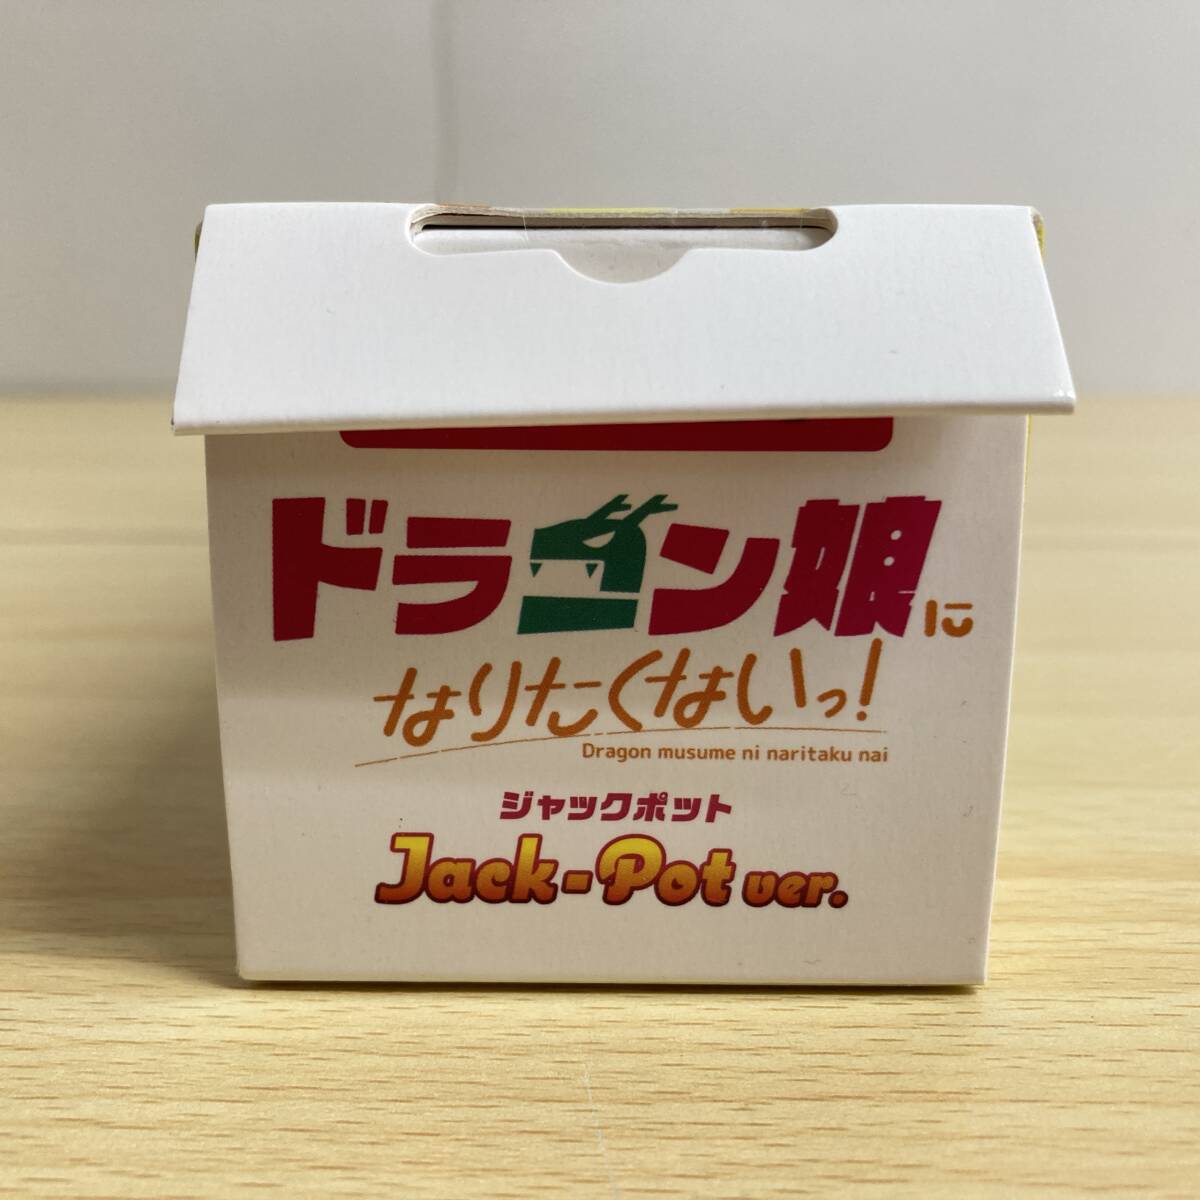 ドラゴン娘に
なりたくないっ!
Dragon musume ni naritaku nai
ジャックポット
Jack-Pot ver.